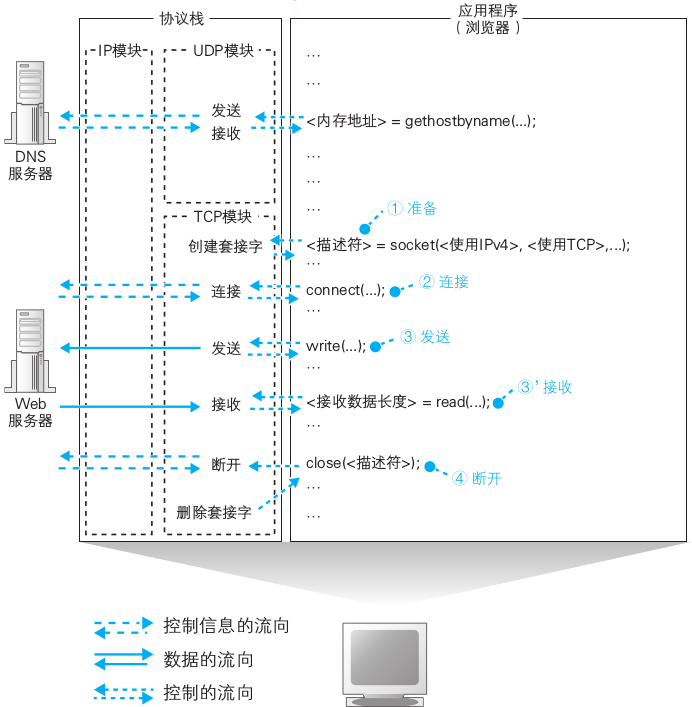 协议栈
应用程序
（浏览器）
IP模块
UDP模块
…
…
发送
接收
<内存地址> = gethostbyname(...);
DNS
服务器
…
…
…
TCP模块
① 准备
创建套接字
<描述符> = socket(<使用IPv4>, <使用TCP>,...);
…
② 连接
连接
connect(...);
…
③ 发送
发送
write(...);
…
③’接收
Web
服务器
接收
<接收数据长度> = read(...);
…
断开
close(<描述符>);
④ 断开
…
删除套接字
…
控制信息的流向
数据的流向
控制的流向